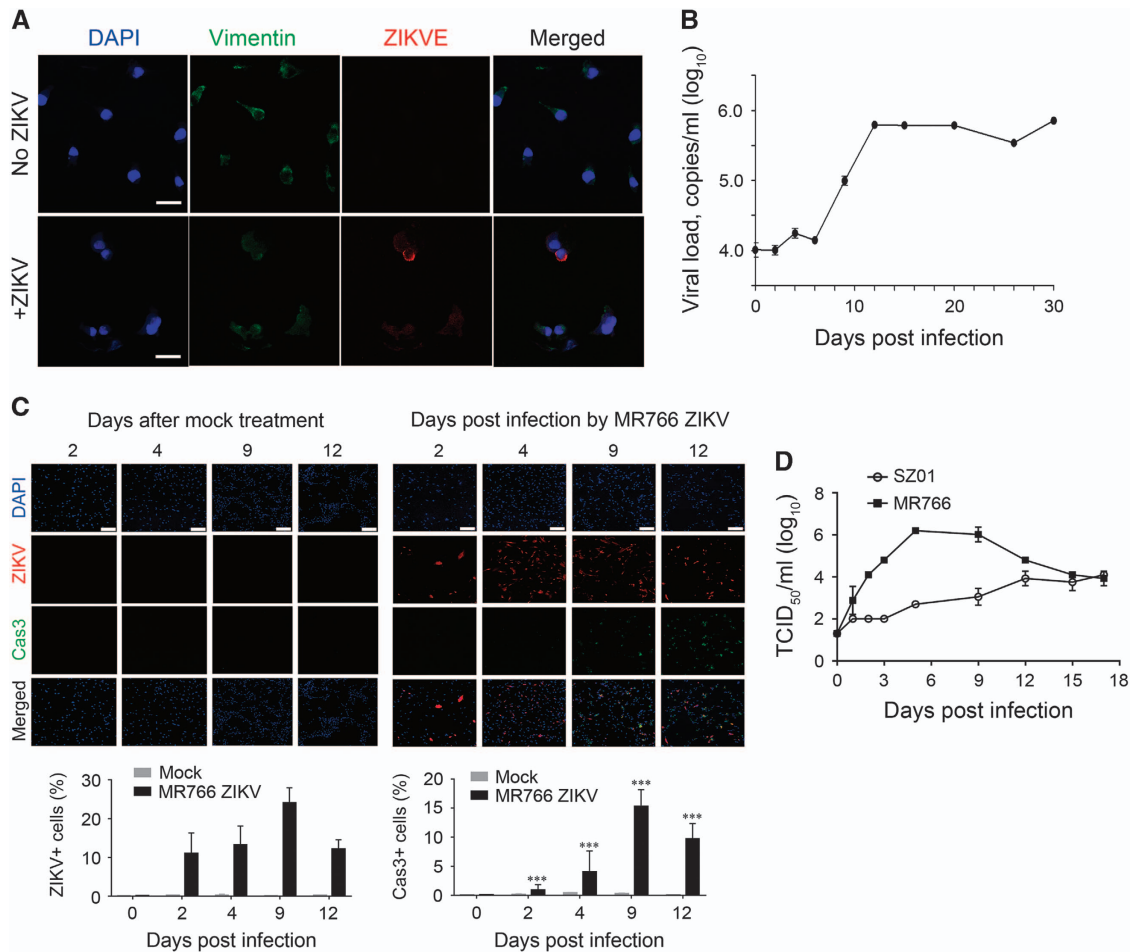 A
DAPI Vimentin ZIKVE Merged
No ZIKV
+ZIKV
B
Viral load, copies/ml (log10)
6.0
5.0
4.0
0 10 20 30
Days post infection
C
Days after mock treatment
2 4 9 12
Days post infection by MR766 ZIKV
2 4 9 12
DAPI
ZIKV
Cas3
Merged
ZIKV+ cells (%)
Mock
MR766 ZIKV
30
20
10
0
0 2 4 9 12
Days post infection
Cas3+ cells (%)
Mock
MR766 ZIKV
20
15
10
5
0
*** *** *** ***
0 2 4 9 12
Days post infection
D
SZ01
MR766
TCID50/ml (log10)
8
6
4
2
0
0 3 6 9 12 15 18
Days post infection